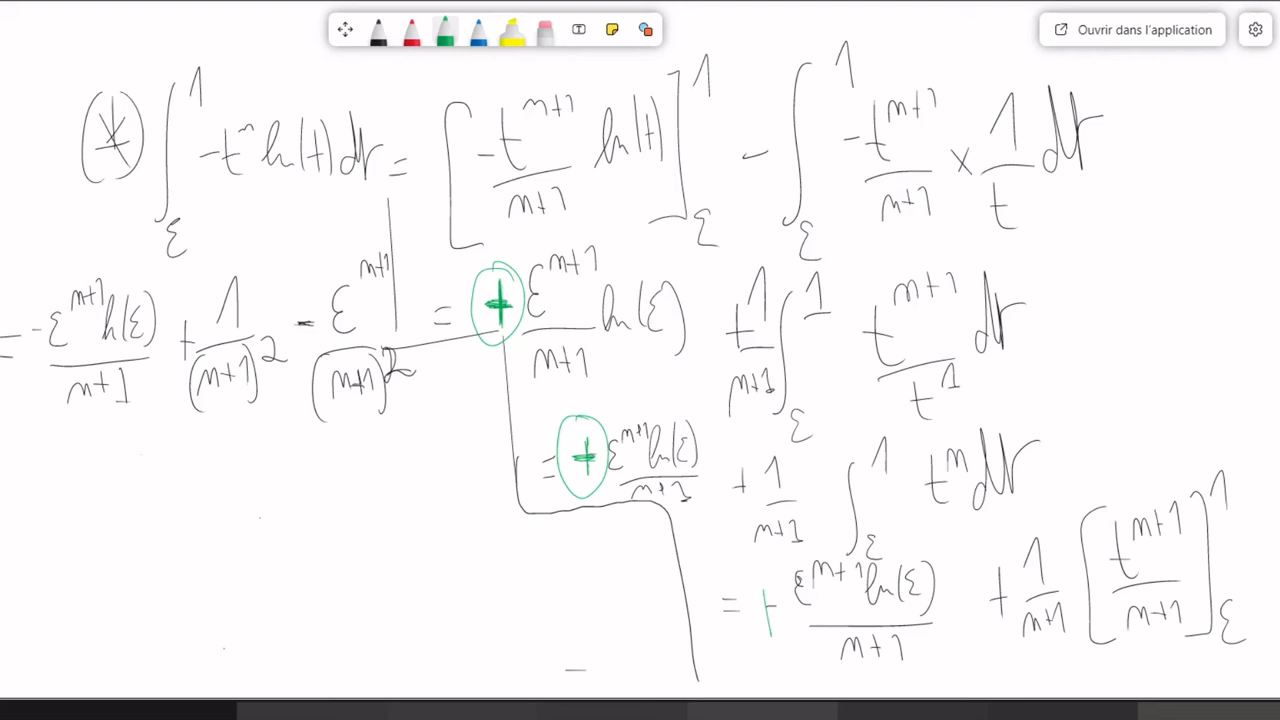 Ouvrir dans l'application
(*) ∫_ε^1 -t^n ln(t) dt = [ -t^{n+1}/(n+1) ln(t) ]_ε^1 - ∫_ε^1 -t^{n+1}/(n+1) × 1/t dt
= + ε^{n+1}/(n+1) ln(ε) + 1/(n+1) ∫_ε^1 t^{n+1}/t^1 dt
= + ε^{n+1} ln(ε)/(n+1) + 1/(n+1) ∫_ε^1 t^n dt
= + ε^{n+1} ln(ε)/(n+1) + 1/(n+1) [ t^{n+1}/(n+1) ]_ε^1
= -ε^{n+1} ln(ε)/(n+1) + 1/(n+1)^2 - ε^{n+1}/(n+1)^2